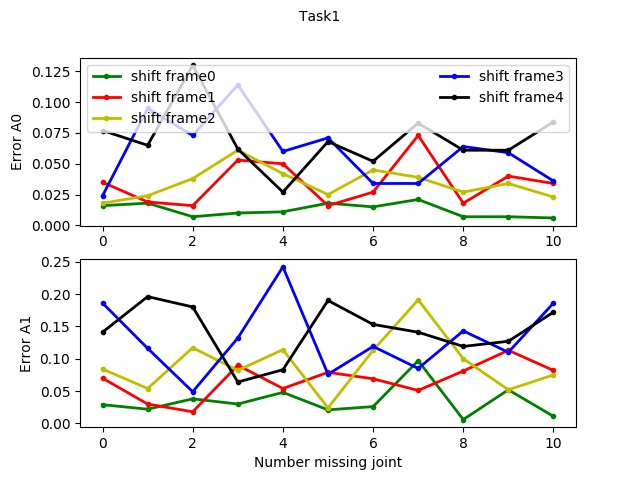 Task1
shift frame0
shift frame1
shift frame2
shift frame3
shift frame4
Error A0
0.125
0.100
0.075
0.050
0.025
0.000
0 2 4 6 8 10
Error A1
0.25
0.20
0.15
0.10
0.05
0.00
0 2 4 6 8 10
Number missing joint